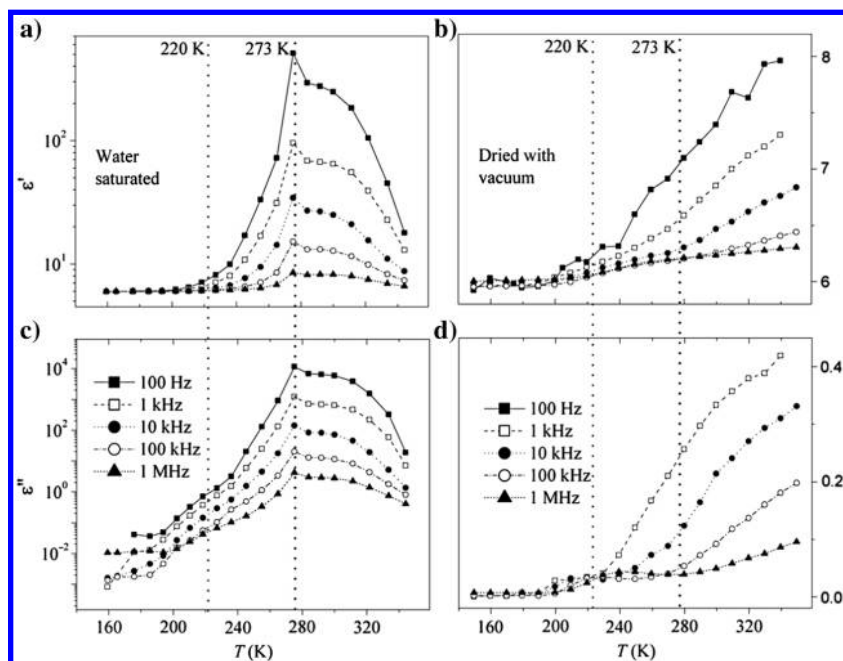 a)
220 K
273 K
10²
ε'
10¹
Water
saturated
b)
220 K
273 K
8
7
6
Dried with
vacuum
c)
10⁴
10²
10⁰
10⁻²
ε''
100 Hz
1 kHz
10 kHz
100 kHz
1 MHz
160 200 240 280 320
T (K)
d)
0.4
0.2
0.0
100 Hz
1 kHz
10 kHz
100 kHz
1 MHz
160 200 240 280 320
T (K)